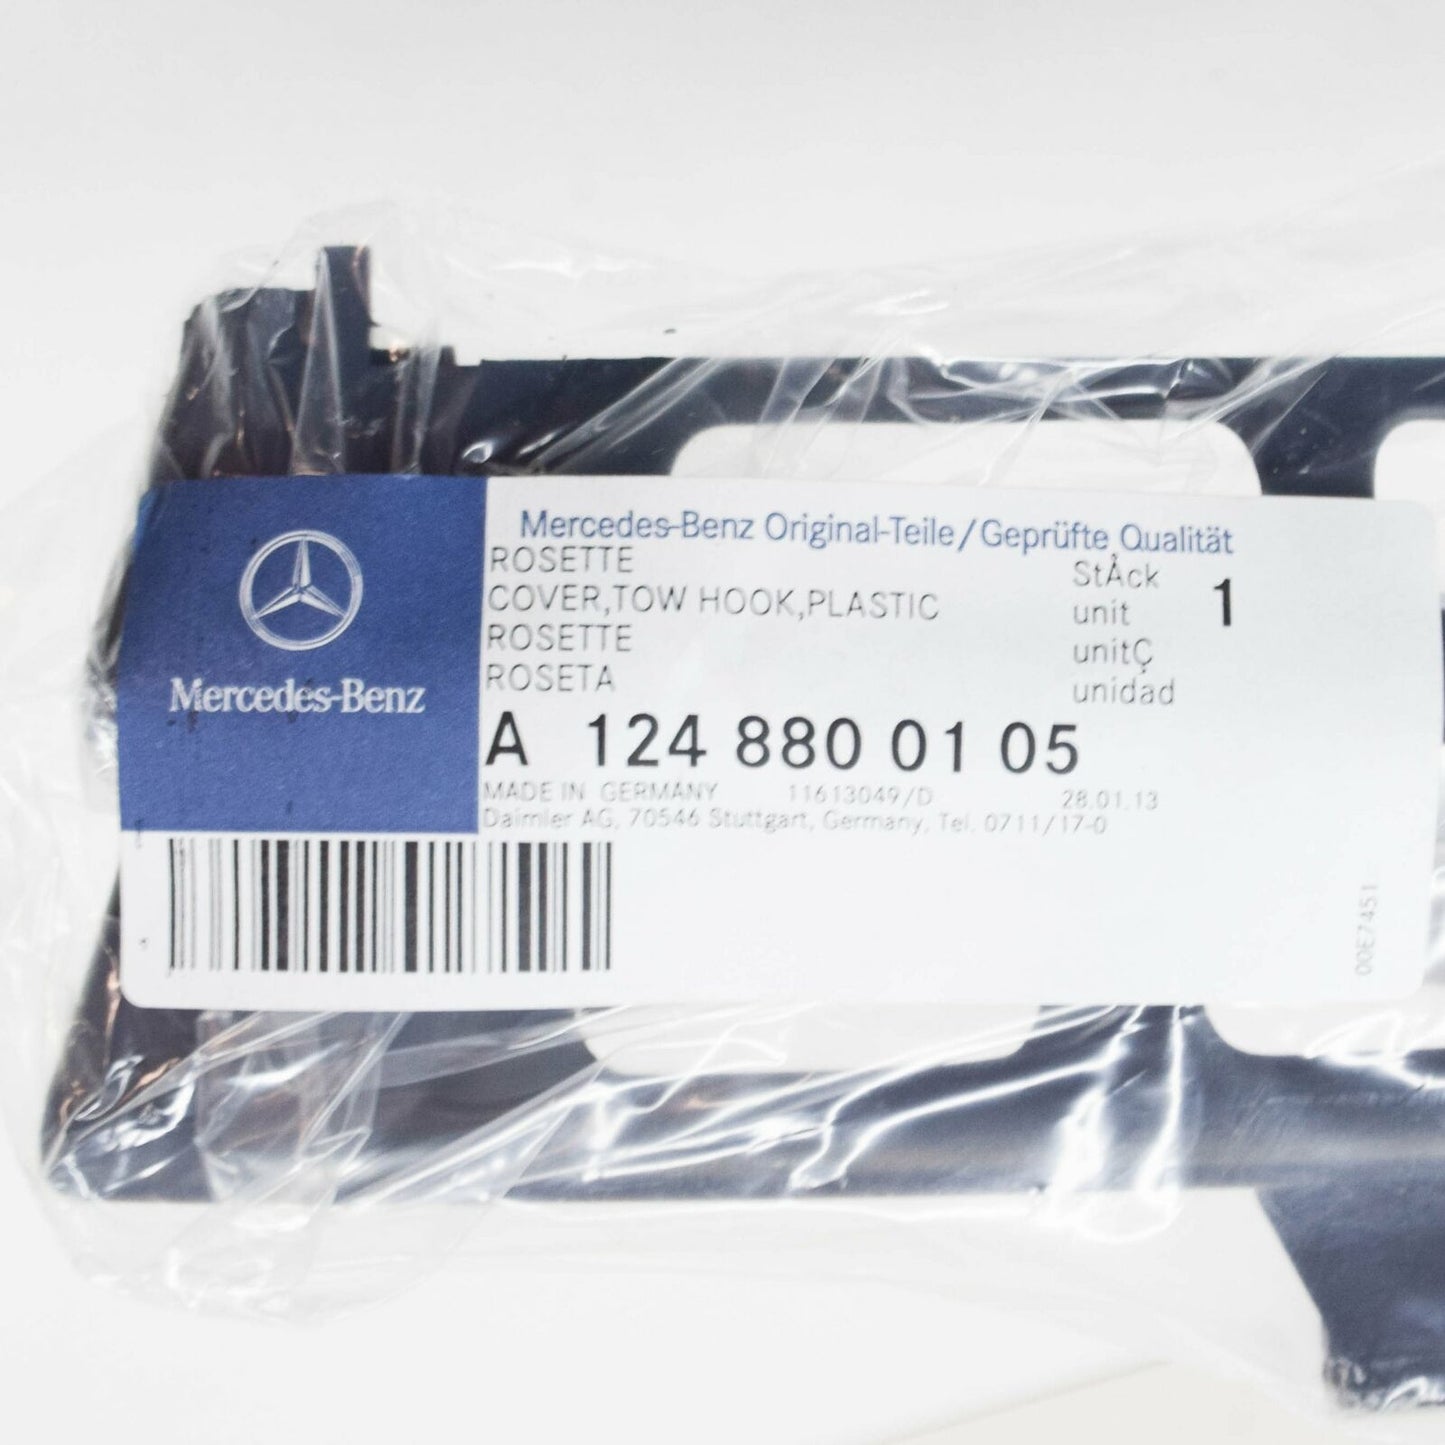 Mercedes-Benz
Mercedes-Benz Original-Teile/Geprüfte Qualität
ROSETTE
COVER,TOW HOOK,PLASTIC
ROSETTE
ROSETA
StÅck
unit
unitÇ
unidad
1
A 124 880 01 05
MADE IN GERMANY 11613049/D 28.01.13
Daimler AG, 70546 Stuttgart, Germany, Tel. 0711/17-0
00E7451